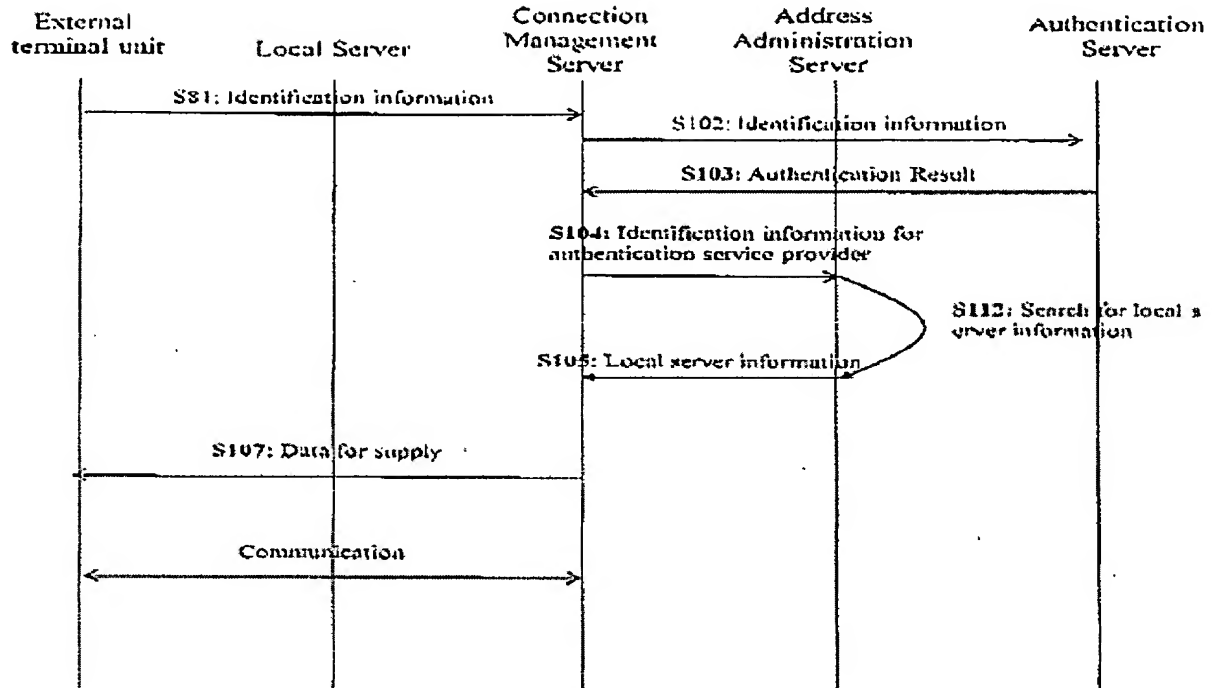 External
terminal unit
Local Server
Connection
Management
Server
Address
Administration
Server
Authentication
Server
S81: Identification information
S102: Identification information
S103: Authentication Result
S104: Identification information for
authentication service provider
S112: Search for local s
erver information
S105: Local server information
S107: Data for supply
Communication